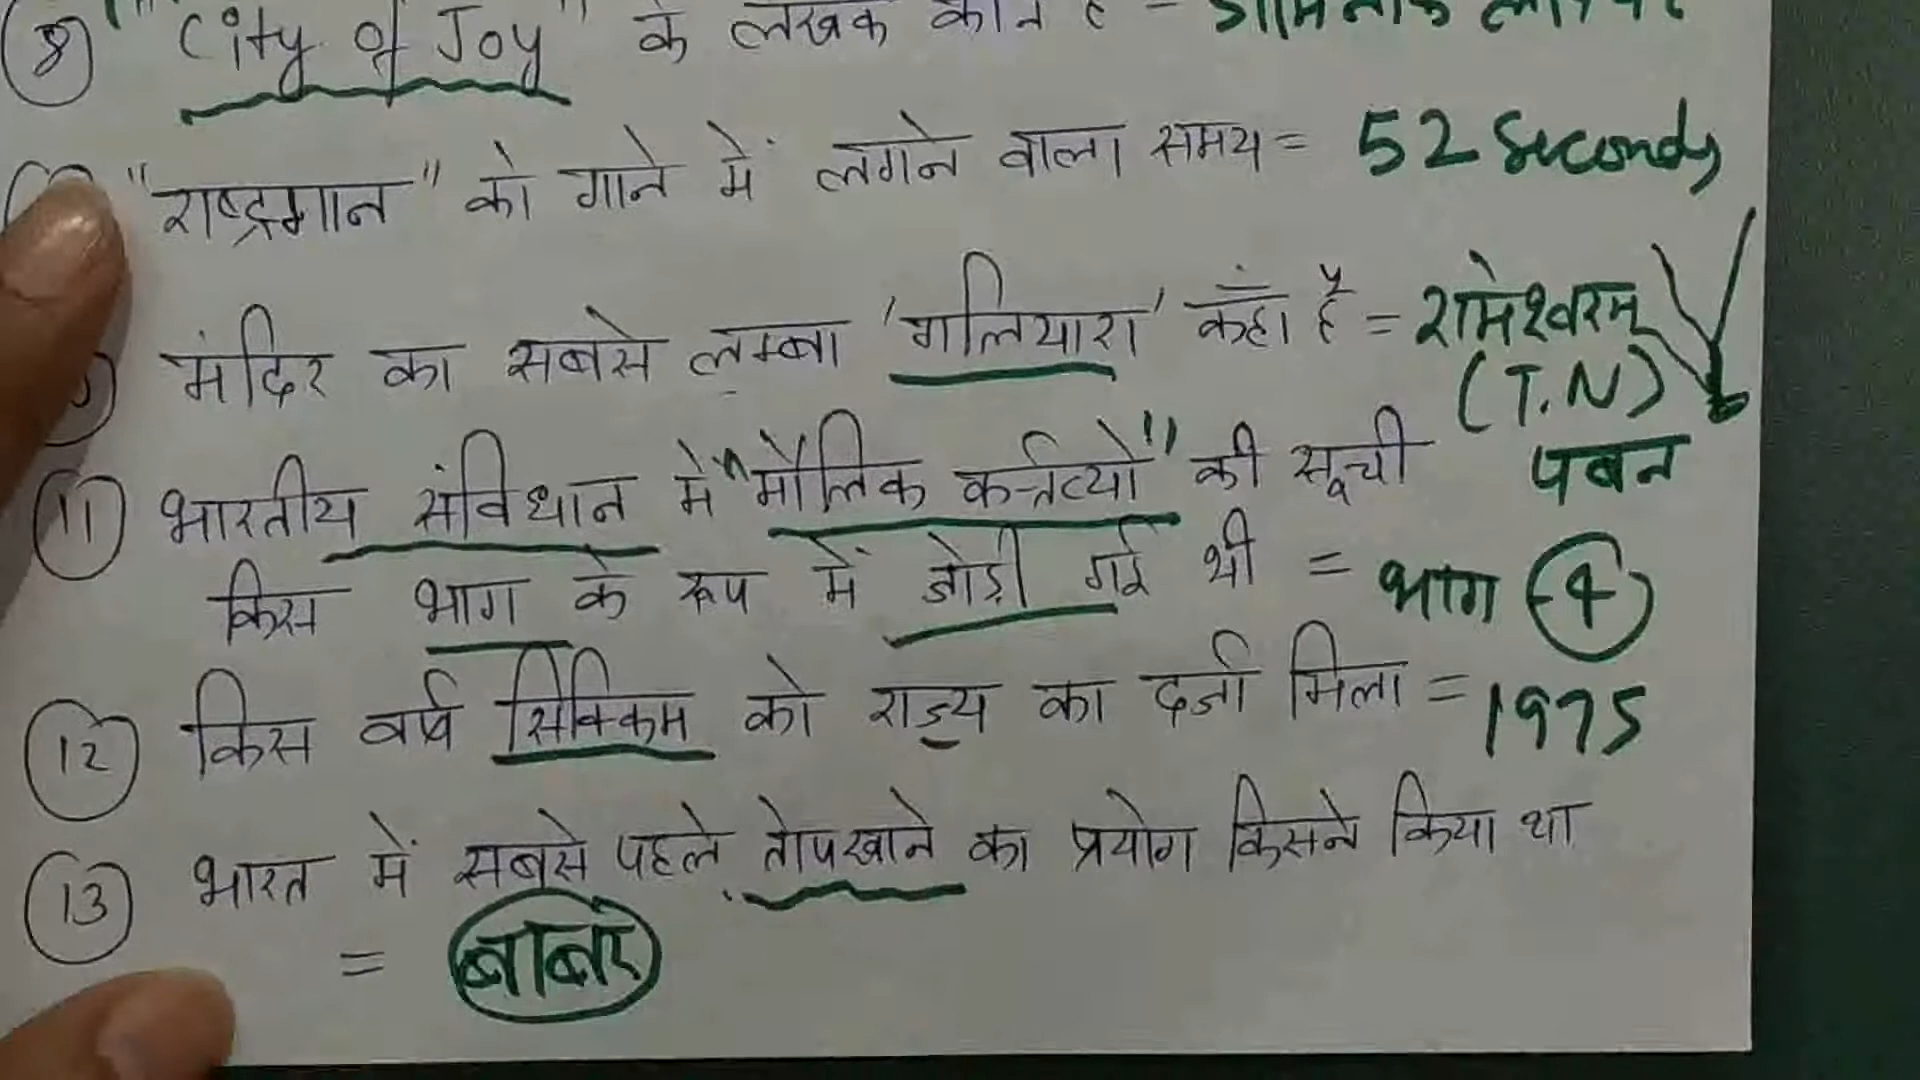 8 "City of Joy" के लेखक कौन है -
"राष्ट्रगान" को गाने में लगने वाला समय = 52 Seconds
मंदिर का सबसे लम्बा 'गलियारा' कहाँ है = रामेश्वरम्
(T.N)
पबन
11 भारतीय संविधान में "मौलिक कर्त्तव्यों" की सूची
किस भाग के रूप में जोड़ी गई थी = भाग 4
12 किस वर्ष सिक्किम को राज्य का दर्जा मिला = 1975
13 भारत में सबसे पहले तोपखाने का प्रयोग किसने किया था
= बाबर